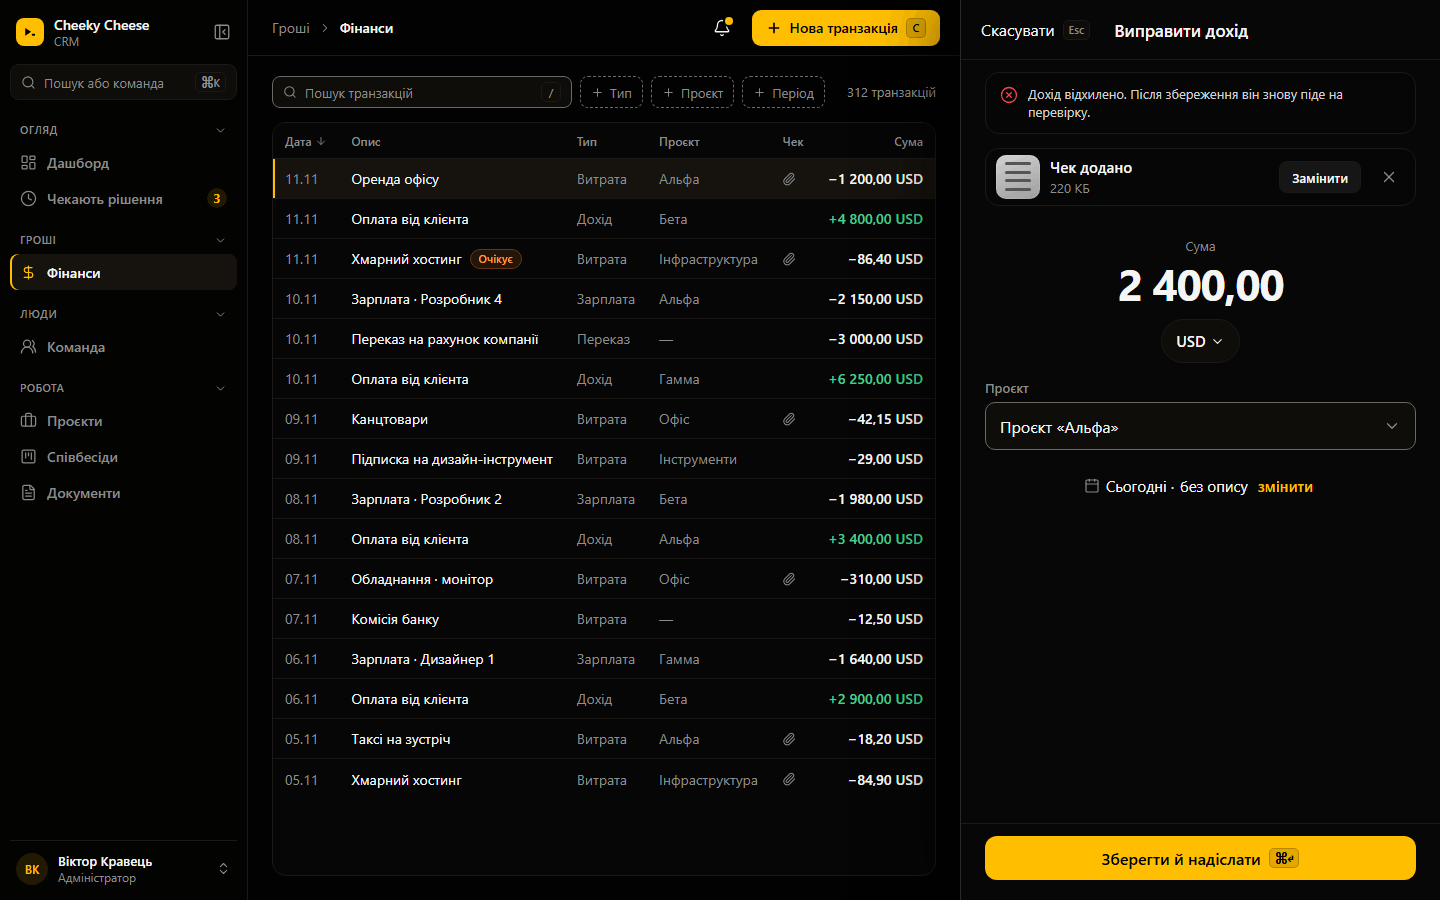 Cheeky Cheese
CRM
Пошук або команда ⌘K
ОГЛЯД
Дашборд
Чекають рішення 3
ГРОШІ
Фінанси
ЛЮДИ
Команда
РОБОТА
Проєкти
Співбесіди
Документи
ВК
Віктор Кравець
Адміністратор
Гроші Фінанси
Нова транзакція C
Пошук транзакцій /
Тип
Проєкт
Період
312 транзакцій
Дата Опис Тип Проєкт Чек Сума
11.11 Оренда офісу Витрата Альфа −1 200,00 USD
11.11 Оплата від клієнта Дохід Бета +4 800,00 USD
11.11 Хмарний хостинг Очікує Витрата Інфраструктура −86,40 USD
10.11 Зарплата · Розробник 4 Зарплата Альфа −2 150,00 USD
10.11 Переказ на рахунок компанії Переказ — −3 000,00 USD
10.11 Оплата від клієнта Дохід Гамма +6 250,00 USD
09.11 Канцтовари Витрата Офіс −42,15 USD
09.11 Підписка на дизайн-інструмент Витрата Інструменти −29,00 USD
08.11 Зарплата · Розробник 2 Зарплата Бета −1 980,00 USD
08.11 Оплата від клієнта Дохід Альфа +3 400,00 USD
07.11 Обладнання · монітор Витрата Офіс −310,00 USD
07.11 Комісія банку Витрата — −12,50 USD
06.11 Зарплата · Дизайнер 1 Зарплата Гамма −1 640,00 USD
06.11 Оплата від клієнта Дохід Бета +2 900,00 USD
05.11 Таксі на зустріч Витрата Альфа −18,20 USD
05.11 Хмарний хостинг Витрата Інфраструктура −84,90 USD
Скасувати Esc Виправити дохід
Дохід відхилено. Після збереження він знову піде на
перевірку.
Чек додано
220 КБ
Замінити
Сума
2 400,00
USD
Проєкт
Проєкт «Альфа»
Сьогодні · без опису змінити
Зберегти й надіслати ⌘↵